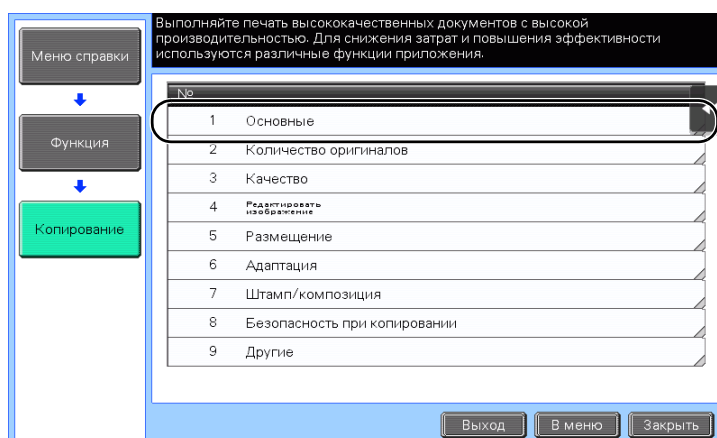 Выполняйте печать высококачественных документов с высокой
производительностью. Для снижения затрат и повышения эффективности
используются различные функции приложения.
Меню справки
Функция
Копирование
№
1 Основные
2 Количество оригиналов
3 Качество
4 Редактировать
изображение
5 Размещение
6 Адаптация
7 Штамп/композиция
8 Безопасность при копировании
9 Другие
Выход В меню Закрыть